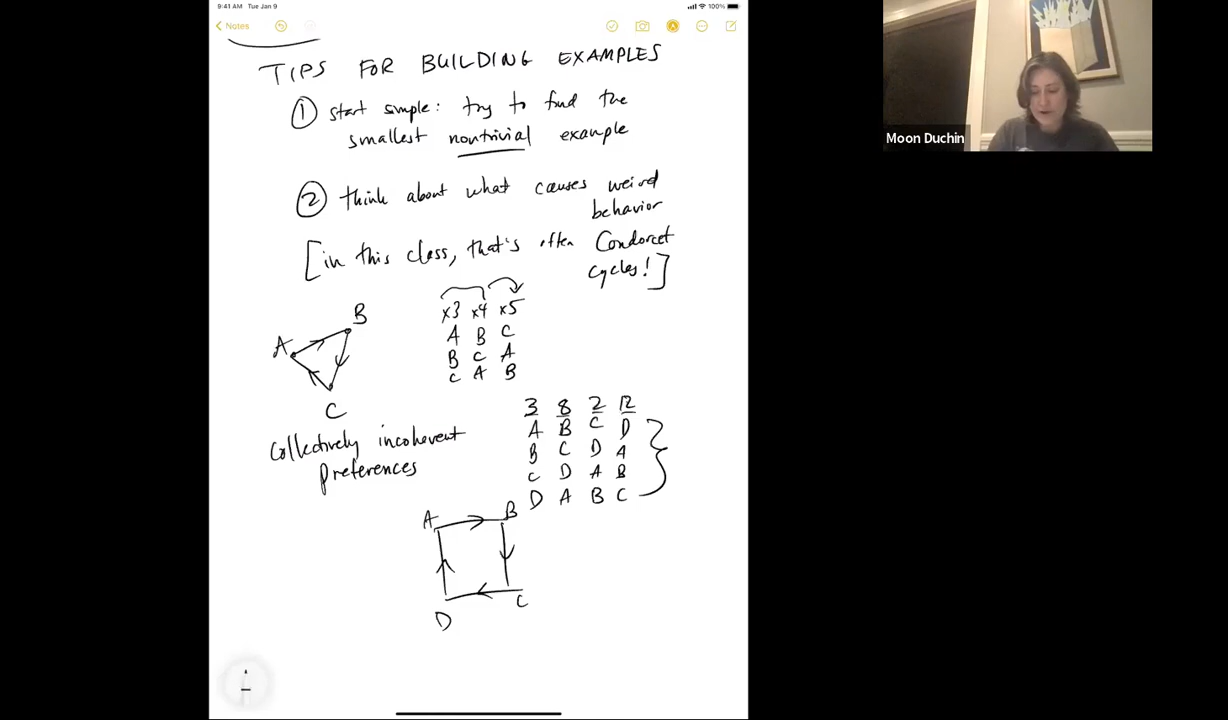 9:41 AM Tue Jan 9
100%
Notes
TIPS FOR BUILDING EXAMPLES
① start simple: try to find the
smallest nontrivial example
② think about what causes weird
behavior
[in this class, that's often Condorcet
cycles!]
x3 x4 x5
A B C
B C A
C A B
A B
C
collectively incoherent
preferences
3 8 2 12
A B C D
B C D A
C D A B
D A B C
A B
D C
Moon Duchin